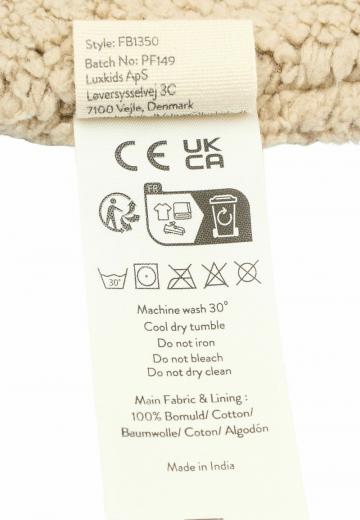 Style: FB1350
Batch No: PF149
Luxkids ApS
Løversysselvej 3C
7100 Vejle, Denmark
CE UK
CA
FR
30°
Machine wash 30°
Cool dry tumble
Do not iron
Do not bleach
Do not dry clean
Main Fabric & Lining :
100% Bomuld/ Cotton/
Baumwolle/ Coton/ Algodón
Made in India